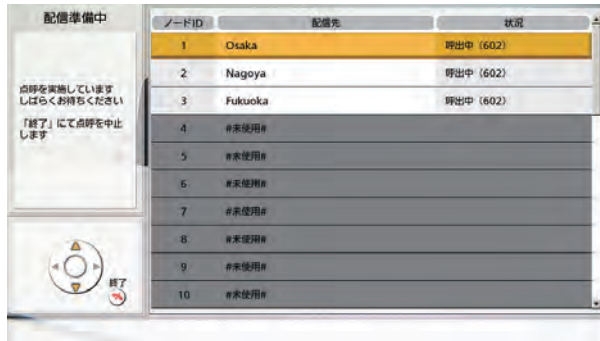 配信準備中
点呼を実施しています
しばらくお待ちください
「終了」にて点呼を中止
します
終了
ノードID 配信先 状況
1 Osaka 呼出中（602）
2 Nagoya 呼出中（602）
3 Fukuoka 呼出中（602）
4 #未使用#
5 #未使用#
6 #未使用#
7 #未使用#
8 #未使用#
9 #未使用#
10 #未使用#